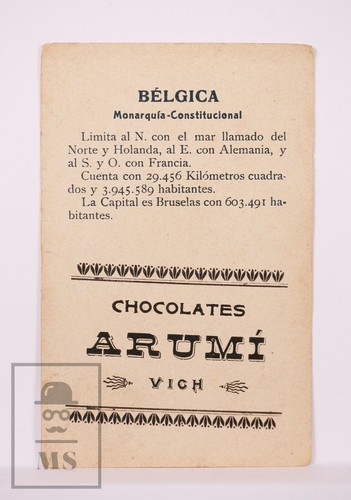 BÉLGICA
Monarquía-Constitucional
Limita al N. con el mar llamado del
Norte y Holanda, al E. con Alemania, y
al S. y O. con Francia.
Cuenta con 29.456 Kilómetros cuadra-
dos y 3.945.589 habitantes.
La Capital es Bruselas con 603.491 ha-
bitantes.
CHOCOLATES
ARUMÍ
VICH
MS